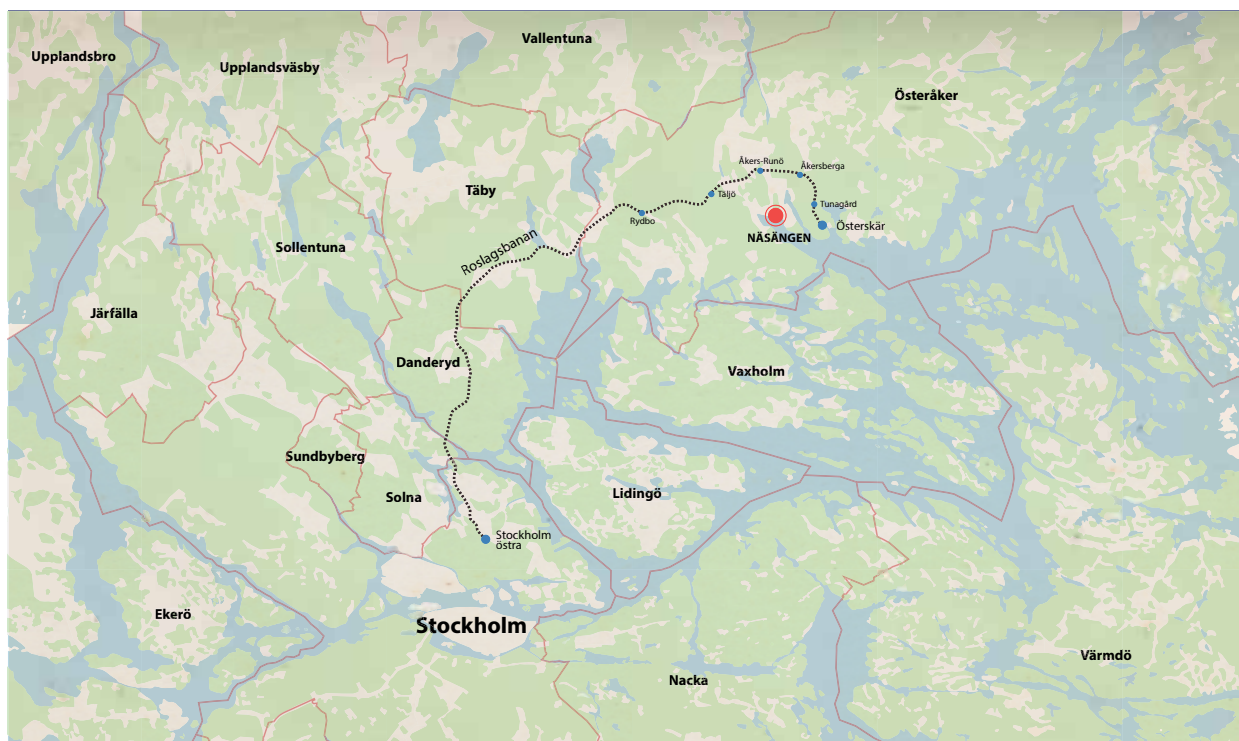 Vallentuna
Upplandsbro
Upplandsväsby
Österåker
Åkers-Runö
Åkersberga
Täby
Täljö
Tunagård
Rydbo
Österskär
NÄSÄNGEN
Roslagsbanan
Sollentuna
Järfälla
Danderyd
Vaxholm
Sundbyberg
Solna
Lidingö
Stockholm
östra
Ekerö
Stockholm
Värmdö
Nacka